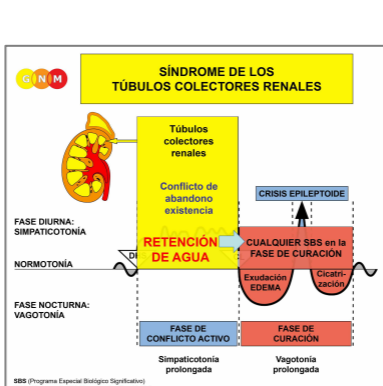 GNM
SÍNDROME DE LOS
TÚBULOS COLECTORES RENALES
Túbulos
colectores
renales
Conflicto de
abandono
existencia
CRISIS EPILEPTOIDE
FASE DIURNA:
SIMPATICOTONÍA
RETENCIÓN
DE AGUA
CUALQUIER SBS en la
FASE DE CURACIÓN
NORMOTONÍA
Exudación
EDEMA
Cicatri-
zación
FASE NOCTURNA:
VAGOTONÍA
FASE DE
CONFLICTO ACTIVO
FASE DE
CURACIÓN
Simpaticotonía
prolongada
Vagotonía
prolongada
SBS (Programa Especial Biológico Significativo)